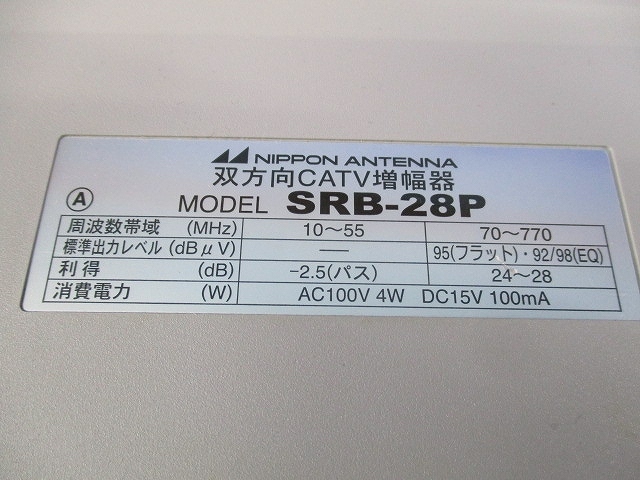 NIPPON ANTENNA
双方向CATV増幅器
Ⓐ MODEL SRB-28P
周波数帯域 (MHz) 10～55 70～770
標準出力レベル (dBμV) ── 95(フラット)・92/98(EQ)
利得 (dB) -2.5(パス) 24～28
消費電力 (W) AC100V 4W DC15V 100mA